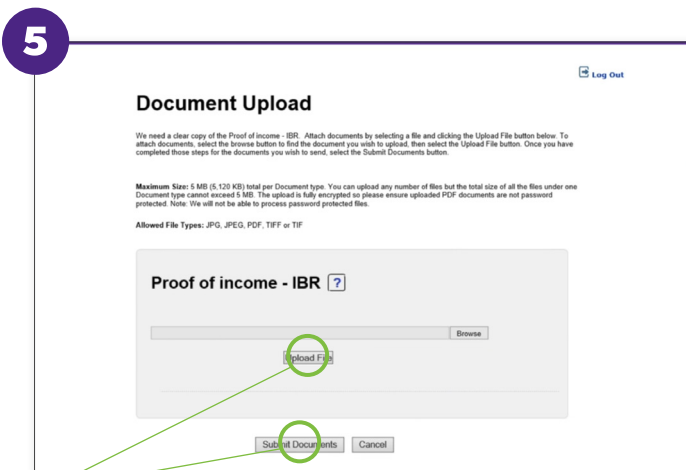 5
Log Out
Document Upload
We need a clear copy of the Proof of income - IBR. Attach documents by selecting a file and clicking the Upload File button below. To
attach documents, select the browse button to find the document you wish to upload, then select the Upload File button. Once you have
completed those steps for the documents you wish to send, select the Submit Documents button.
Maximum Size: 5 MB (5,120 KB) total per Document type. You can upload any number of files but the total size of all the files under one
Document type cannot exceed 5 MB. The upload is fully encrypted so please ensure uploaded PDF documents are not password
protected. Note: We will not be able to process password protected files.
Allowed File Types: JPG, JPEG, PDF, TIFF or TIF
Proof of income - IBR ?
Browse
Upload File
Submit Documents Cancel